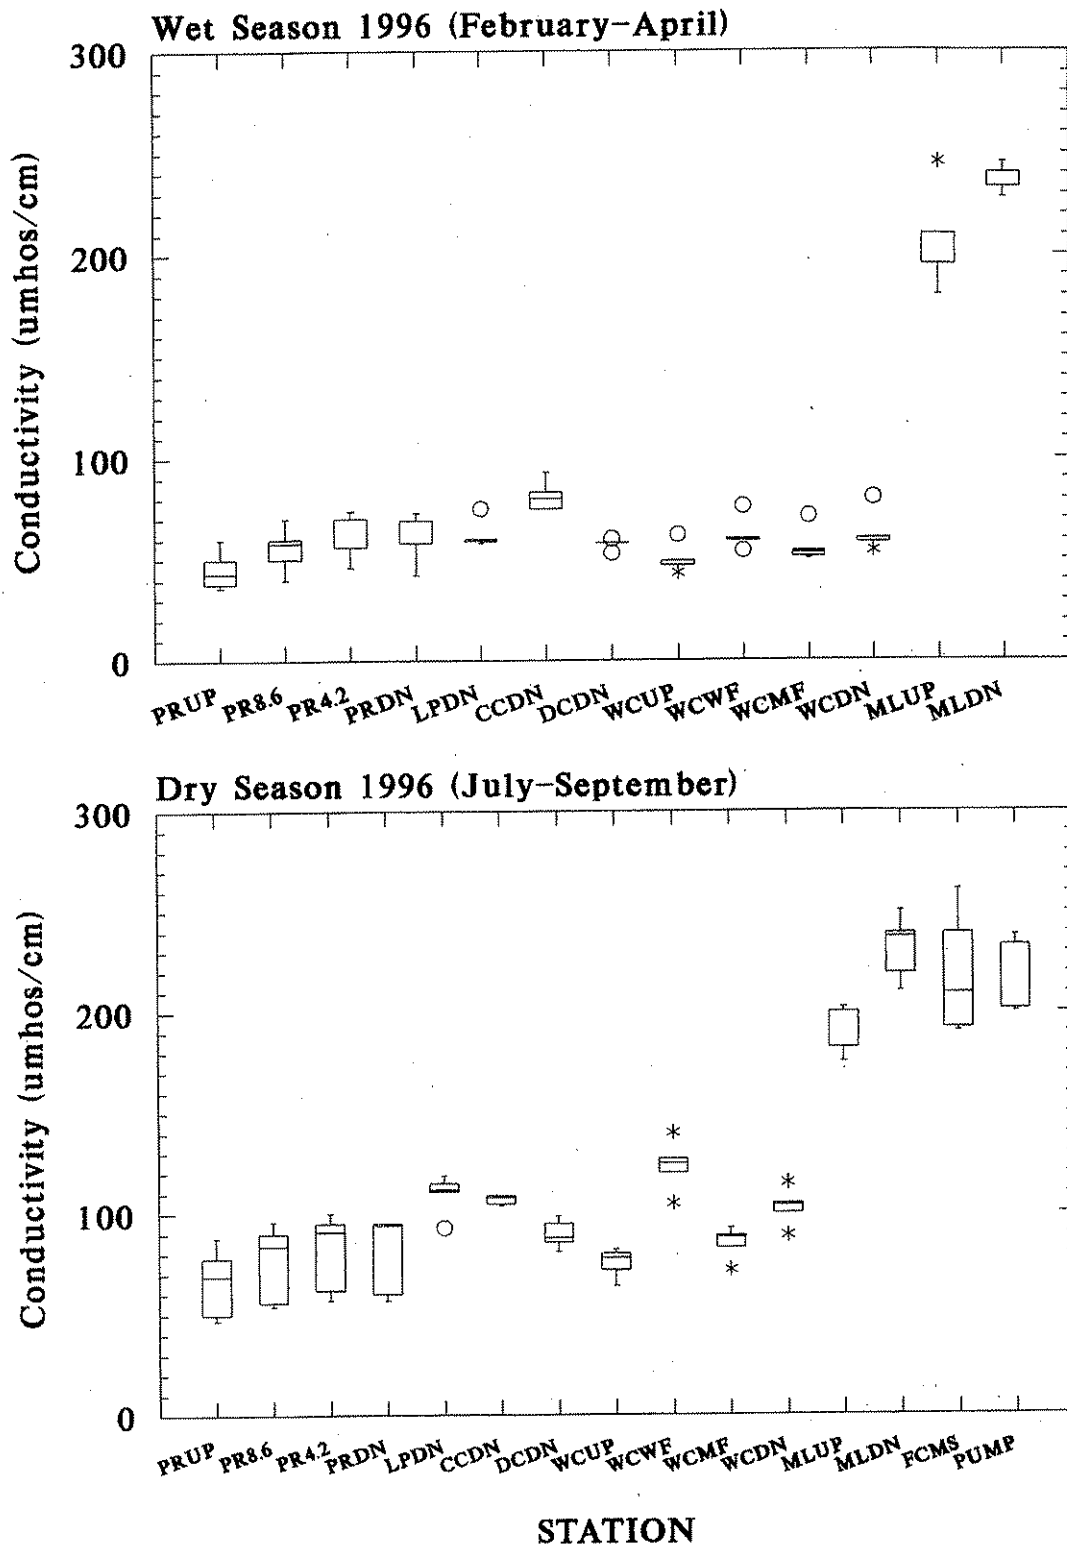 Wet Season 1996 (February-April)
300
200
100
0
Conductivity (umhos/cm)
PRUP PR8.6 PR4.2 PRDN LPDN CCDN DCDN WCUP WCWF WCMF WCDN MLUP MLDN
Dry Season 1996 (July-September)
300
200
100
0
Conductivity (umhos/cm)
PRUP PR8.6 PR4.2 PRDN LPDN CCDN DCDN WCUP WCWF WCMF WCDN MLUP MLDN FCMS PUMP
STATION